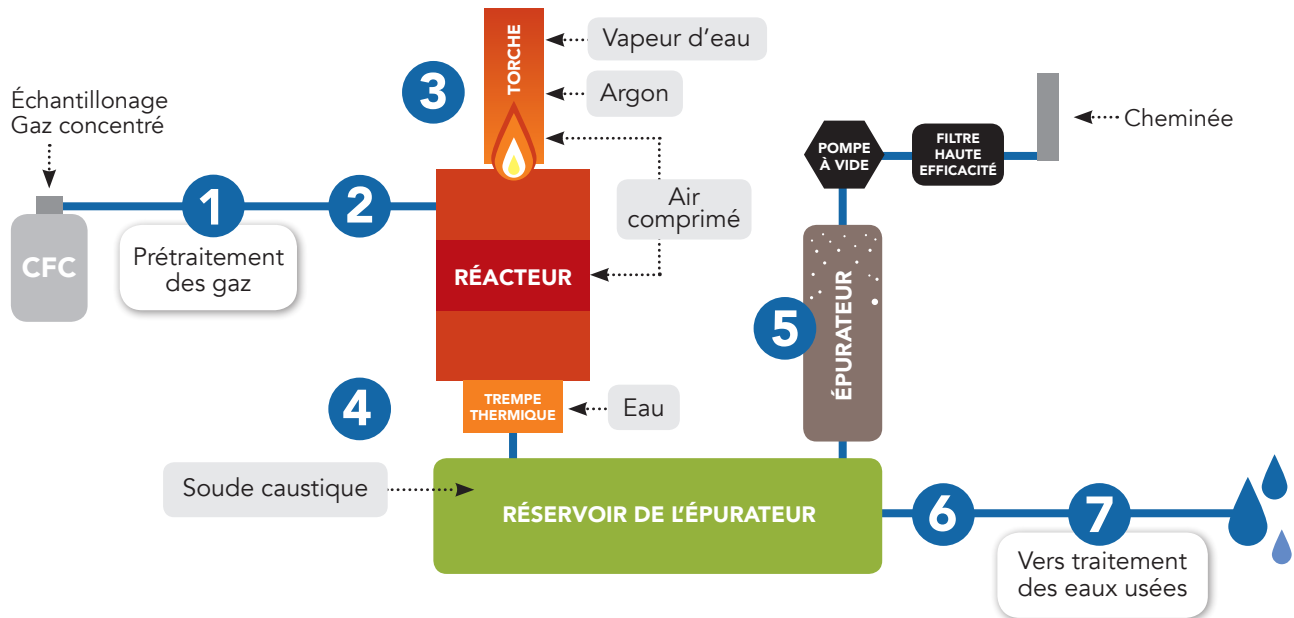 Échantillonage
Gaz concentré
CFC
1
Prétraitement
des gaz
2
3
TORCHE
Vapeur d'eau
Argon
Air
comprimé
RÉACTEUR
4
TREMPE
THERMIQUE
Eau
Soude caustique
RÉSERVOIR DE L'ÉPURATEUR
5
ÉPURATEUR
POMPE
À VIDE
FILTRE
HAUTE
EFFICACITÉ
Cheminée
6
7
Vers traitement
des eaux usées